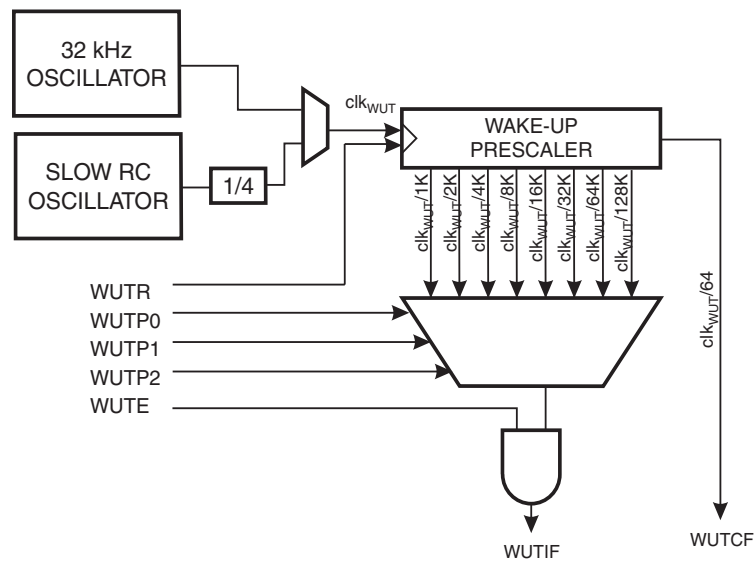 32 kHz
OSCILLATOR
clkWUT
WAKE-UP
PRESCALER
SLOW RC
OSCILLATOR
1/4
clkWUT/1K
clkWUT/2K
clkWUT/4K
clkWUT/8K
clkWUT/16K
clkWUT/32K
clkWUT/64K
clkWUT/128K
clkWUT/64
WUTR
WUTP0
WUTP1
WUTP2
WUTE
WUTIF
WUTCF